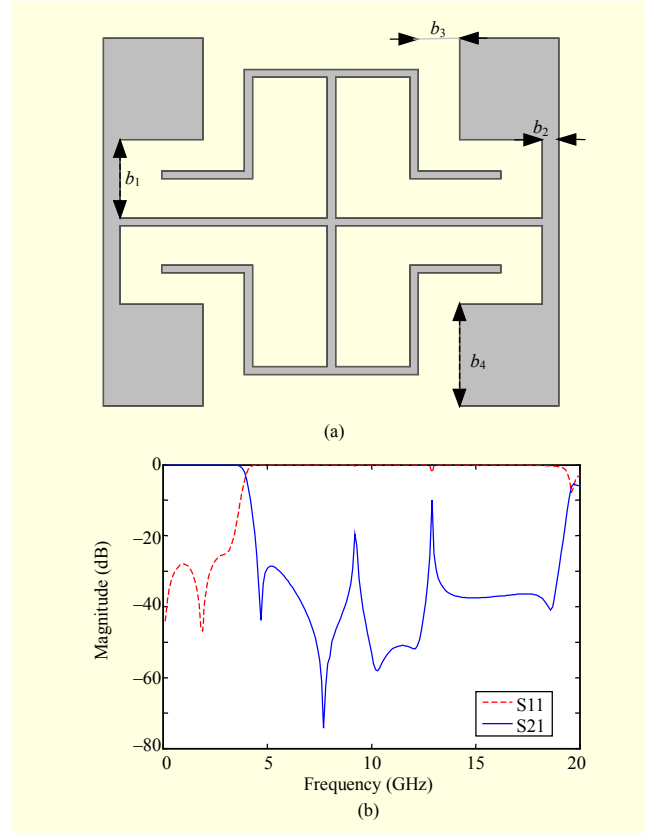 b3
b2
b1
b4
(a)
0
−20
−40
−60
−80
Magnitude (dB)
S11
S21
0 5 10 15 20
Frequency (GHz)
(b)